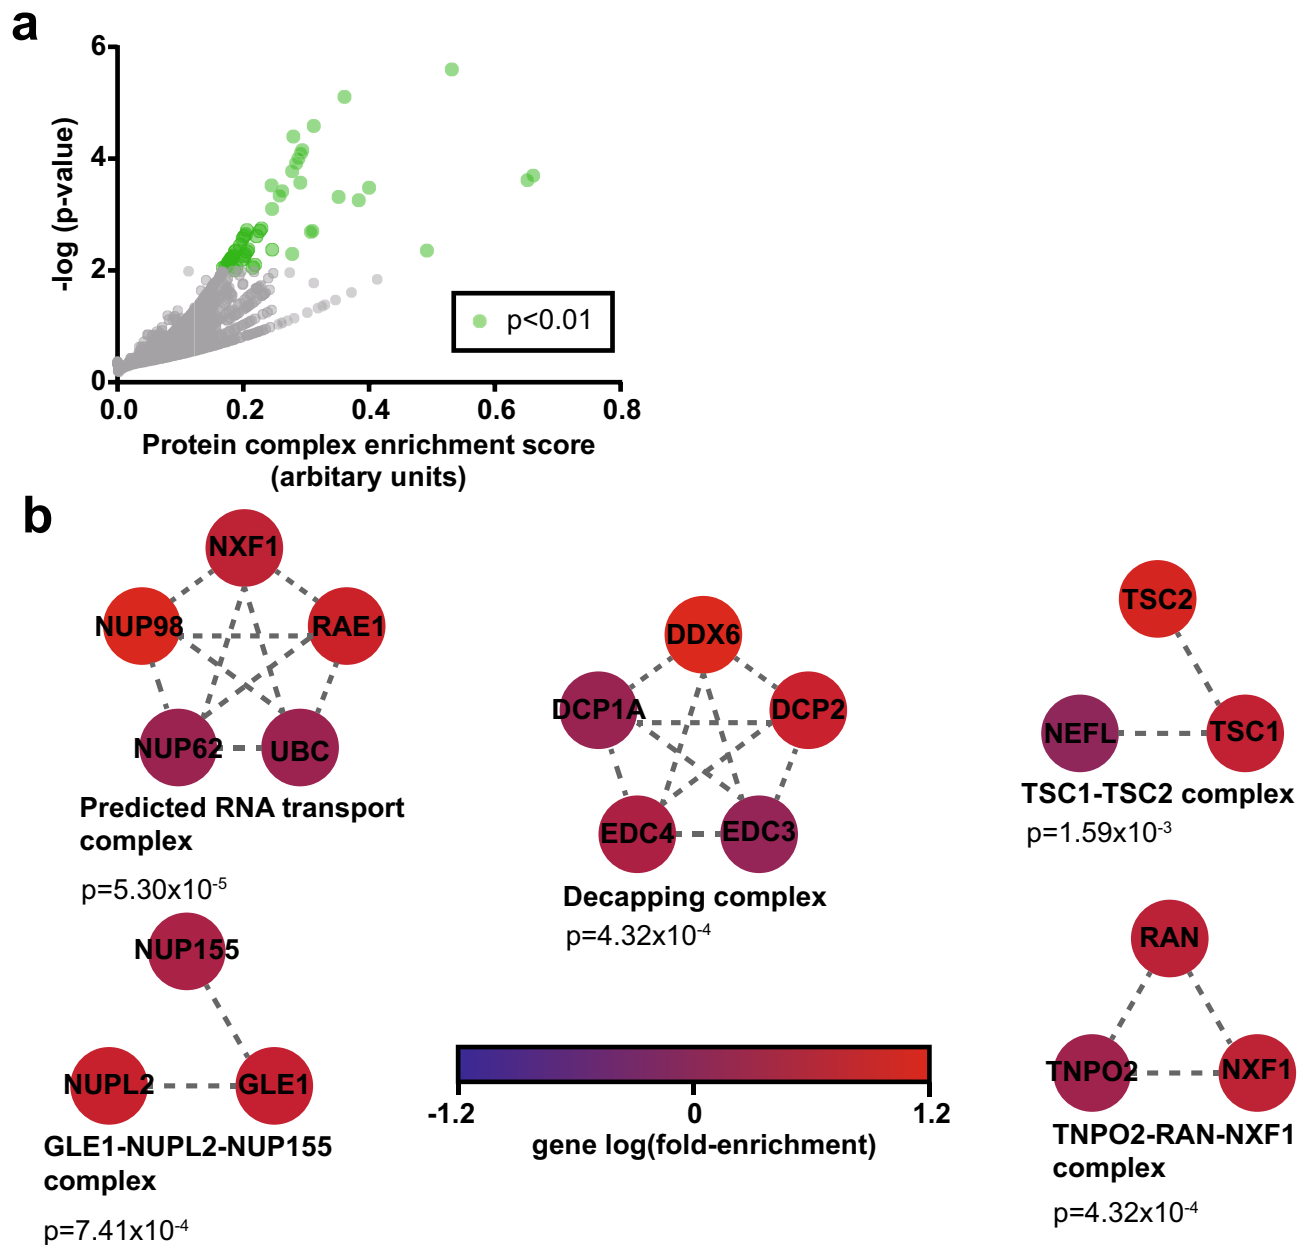 a
6
4
2
0
-log (p-value)
p<0.01
0.0 0.2 0.4 0.6 0.8
Protein complex enrichment score
(arbitary units)
b
NXF1
NUP98
RAE1
NUP62
UBC
Predicted RNA transport
complex
p=5.30x10-5
DDX6
DCP1A
DCP2
EDC4
EDC3
Decapping complex
p=4.32x10-4
TSC2
NEFL
TSC1
TSC1-TSC2 complex
p=1.59x10-3
NUP155
NUPL2
GLE1
GLE1-NUPL2-NUP155
complex
p=7.41x10-4
-1.2 0 1.2
gene log(fold-enrichment)
RAN
TNPO2
NXF1
TNPO2-RAN-NXF1
complex
p=4.32x10-4